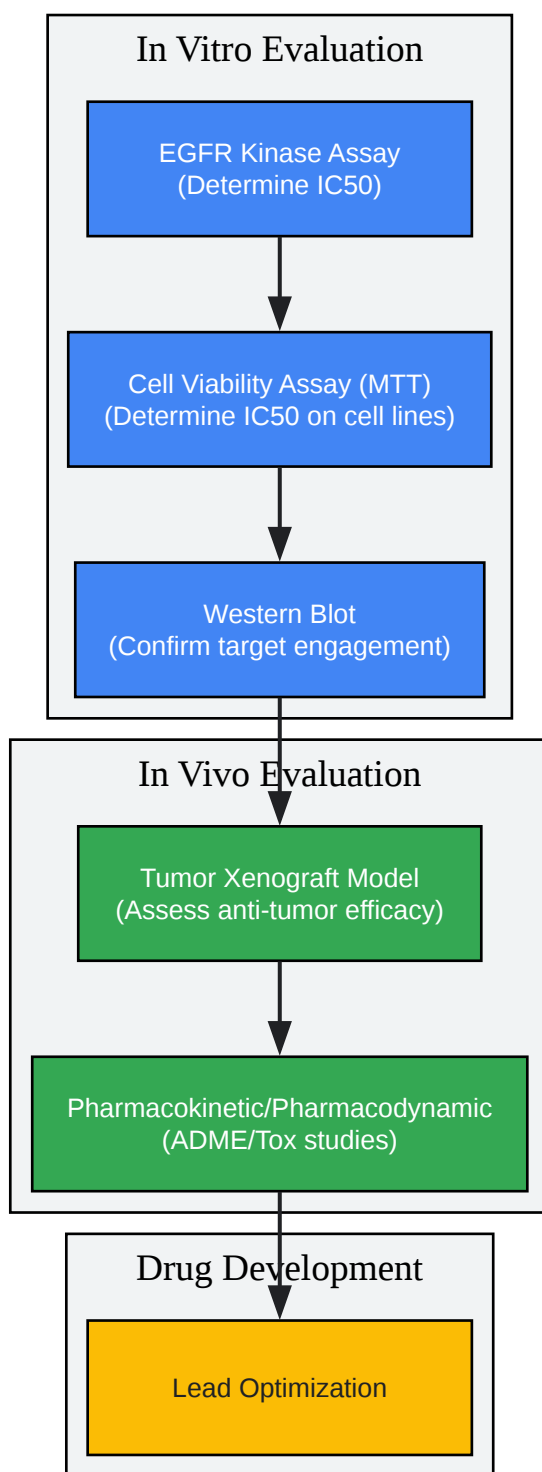 In Vitro Evaluation
EGFR Kinase Assay
(Determine IC50)
Cell Viability Assay (MTT)
(Determine IC50 on cell lines)
Western Blot
(Confirm target engagement)
In Vivo Evaluation
Tumor Xenograft Model
(Assess anti-tumor efficacy)
Pharmacokinetic/Pharmacodynamic
(ADME/Tox studies)
Drug Development
Lead Optimization